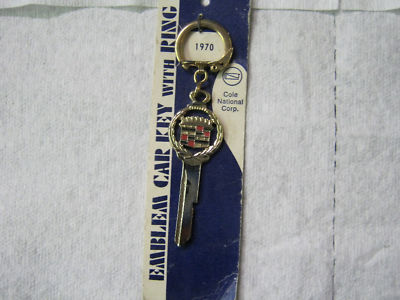 EMBLEM CAR KEY WITH RING
1970
Cole
National
Corp.